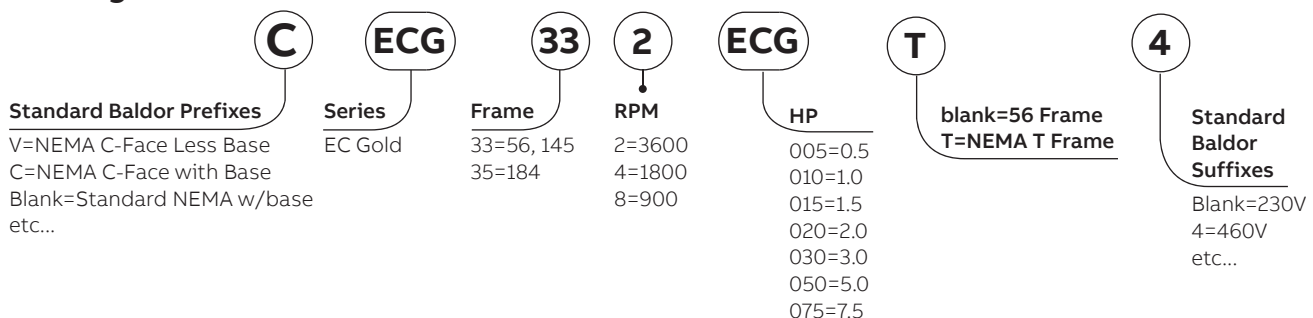 C ECG 33 2 ECG T 4
Standard Baldor Prefixes
V=NEMA C-Face Less Base
C=NEMA C-Face with Base
Blank=Standard NEMA w/base
etc...
Series
EC Gold
Frame
33=56, 145
35=184
RPM
2=3600
4=1800
8=900
HP
005=0.5
010=1.0
015=1.5
020=2.0
030=3.0
050=5.0
075=7.5
blank=56 Frame
T=NEMA T Frame
Standard
Baldor
Suffixes
Blank=230V
4=460V
etc...